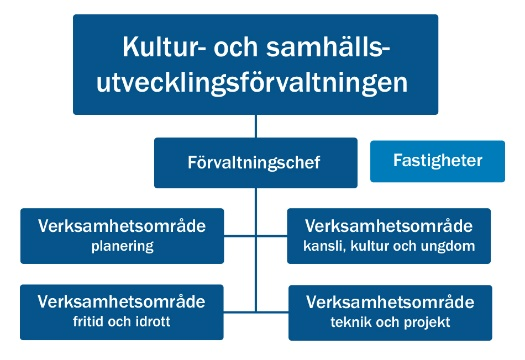 Kultur- och samhälls-
utvecklingsförvaltningen
Förvaltningschef
Fastigheter
Verksamhetsområde
planering
Verksamhetsområde
kansli, kultur och ungdom
Verksamhetsområde
fritid och idrott
Verksamhetsområde
teknik och projekt